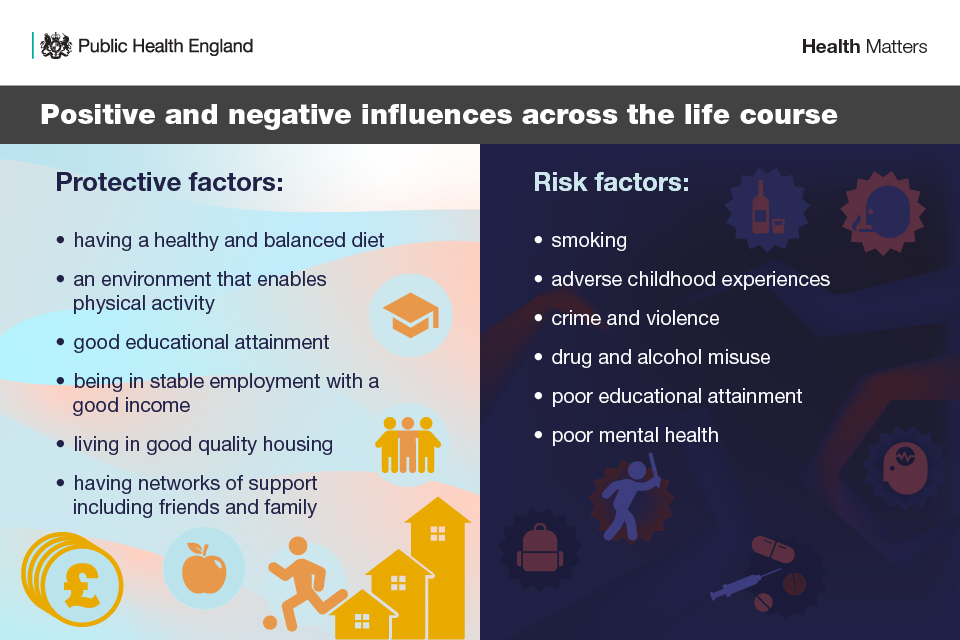 Public Health England
Health Matters
Positive and negative influences across the life course
Protective factors:
• having a healthy and balanced diet
• an environment that enables
physical activity
• good educational attainment
• being in stable employment with a
good income
• living in good quality housing
• having networks of support
including friends and family
£
Risk factors:
• smoking
• adverse childhood experiences
• crime and violence
• drug and alcohol misuse
• poor educational attainment
• poor mental health